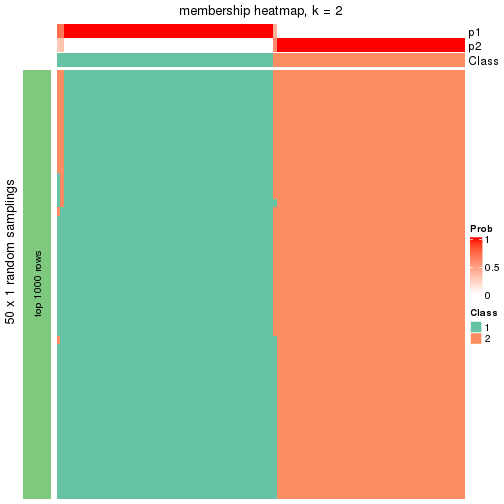 membership heatmap, k = 2
p1
p2
Class
50 x 1 random samplings
top 1000 rows
Prob
1
0.5
0
Class
1
2